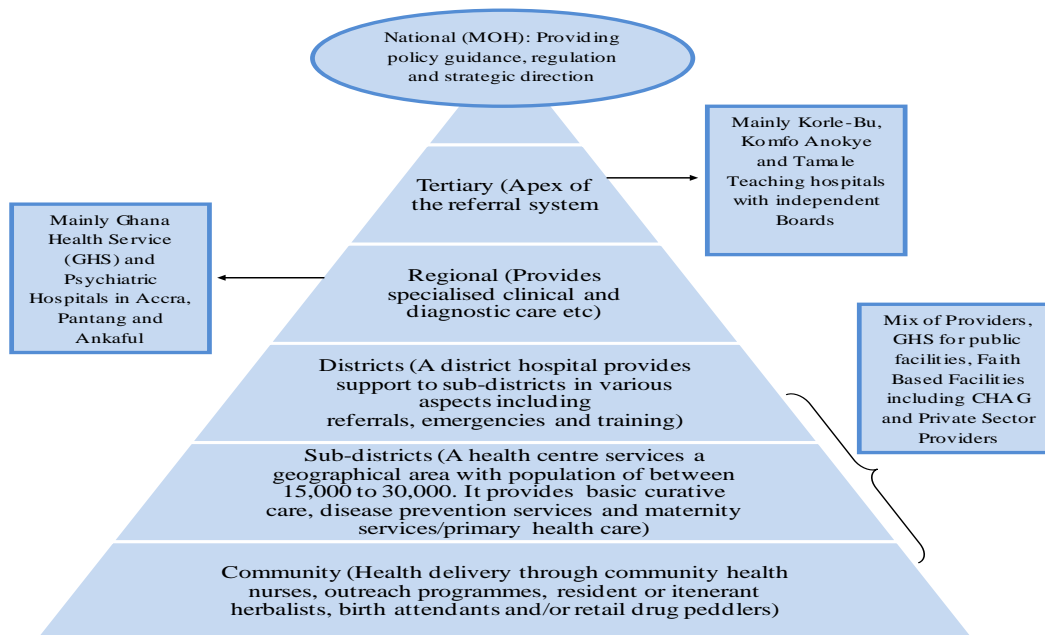 National (MOH): Providing
policy guidance, regulation
and strategic direction
Mainly Korle-Bu,
Komfo Anokye
and Tamale
Teaching hospitals
with independent
Boards
Tertiary (Apex of
the referral system
Mainly Ghana
Health Service
(GHS) and
Psychiatric
Hospitals in Accra,
Pantang and
Ankaful
Regional (Provides
specialised clinical and
diagnostic care etc)
Mix of Providers,
GHS for public
facilities, Faith
Based Facilities
including CHAG
and Private Sector
Providers
Districts (A district hospital provides
support to sub-districts in various
aspects including
referrals, emergencies and training)
Sub-districts (A health centre services a
geographical area with population of between
15,000 to 30,000. It provides basic curative
care, disease prevention services and maternity
services/primary health care)
Community (Health delivery through community health
nurses, outreach programmes, resident or itenerant
herbalists, birth attendants and/or retail drug peddlers)